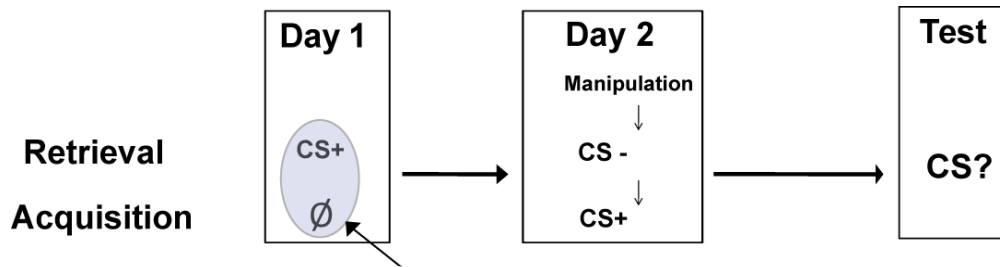 Day 1
Day 2
Test
Manipulation
↓
Retrieval
CS+
CS -
CS?
↓
Acquisition
Ø
CS+